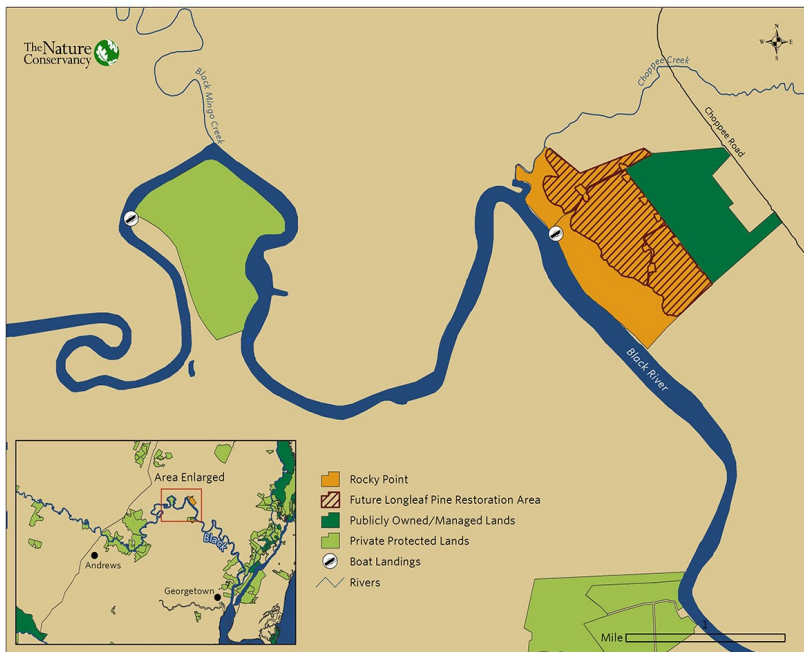 The Nature
Conservancy
N
W E
S
Black Mingo Creek
Choppee Creek
Choppee Road
Black River
Area Enlarged
Black
Andrews
Georgetown
Rocky Point
Future Longleaf Pine Restoration Area
Publicly Owned/Managed Lands
Private Protected Lands
Boat Landings
Rivers
1
Mile